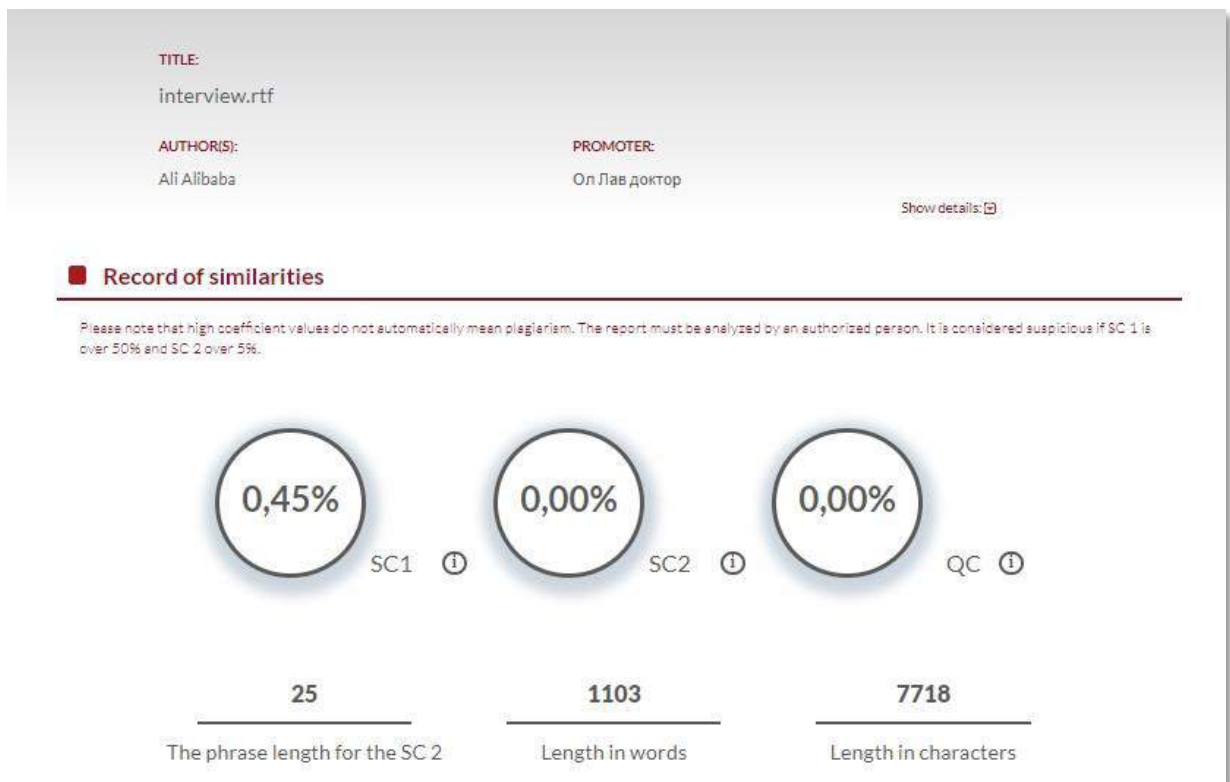 TITLE:
interview.rtf
AUTHOR(S):
PROMOTER:
Ali Alibaba
Ол Лав доктор
Show details:
Record of similarities
Please note that high coefficient values do not automatically mean plagiarism. The report must be analyzed by an authorized person. It is considered suspicious if SC 1 is
over 50% and SC 2 over 5%.
0,45%
SC1
0,00%
SC2
0,00%
QC
25
1103
7718
The phrase length for the SC 2
Length in words
Length in characters